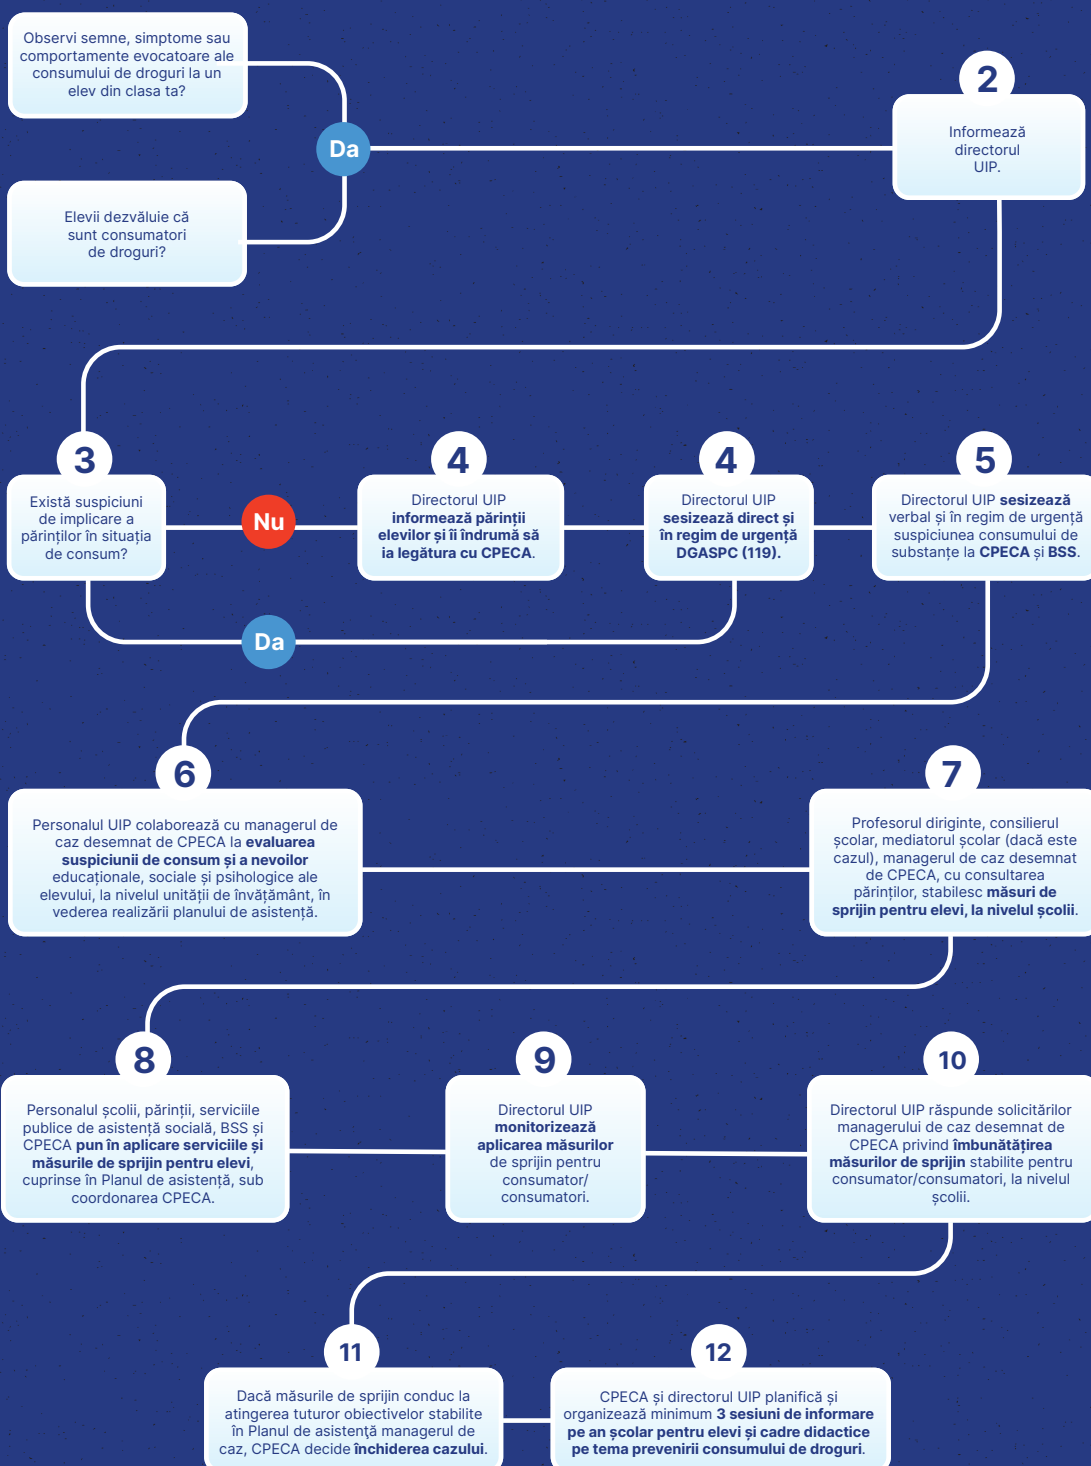 Observi semne, simptome sau
comportamente evocatoare ale
consumului de droguri la un
elev din clasa ta?
Da
2
Informează
directorul
UIP.
Elevii dezvăluie că
sunt consumatori
de droguri?
3
Există suspiciuni
de implicare a
părinților în situația
de consum?
Nu
4
Directorul UIP
informează părinții
elevilor și îi îndrumă să
ia legătura cu CPECA.
4
Directorul UIP
sesizează direct și
în regim de urgență
DGASPC (119).
5
Directorul UIP sesizează
verbal și în regim de urgență
suspiciunea consumului de
substanțe la CPECA și BSS.
Da
6
Personalul UIP colaborează cu managerul de
caz desemnat de CPECA la evaluarea
suspiciunii de consum și a nevoilor
educaționale, sociale și psihologice ale
elevului, la nivelul unității de învățământ, în
vederea realizării planului de asistență.
7
Profesorul diriginte, consilierul
școlar, mediatorul școlar (dacă este
cazul), managerul de caz desemnat
de CPECA, cu consultarea
părinților, stabilesc măsuri de
sprijin pentru elevi, la nivelul școlii.
8
Personalul școlii, părinții, serviciile
publice de asistență socială, BSS și
CPECA pun în aplicare serviciile și
măsurile de sprijin pentru elevi,
cuprinse în Planul de asistență, sub
coordonarea CPECA.
9
Directorul UIP
monitorizează
aplicarea măsurilor
de sprijin pentru
consumator/
consumatori.
10
Directorul UIP răspunde solicitărilor
managerului de caz desemnat de
CPECA privind îmbunătățirea
măsurilor de sprijin stabilite pentru
consumator/consumatori, la nivelul
școlii.
11
Dacă măsurile de sprijin conduc la
atingerea tuturor obiectivelor stabilite
în Planul de asistenţă managerul de
caz, CPECA decide închiderea cazului.
12
CPECA și directorul UIP planifică și
organizează minimum 3 sesiuni de informare
pe an școlar pentru elevi și cadre didactice
pe tema prevenirii consumului de droguri.